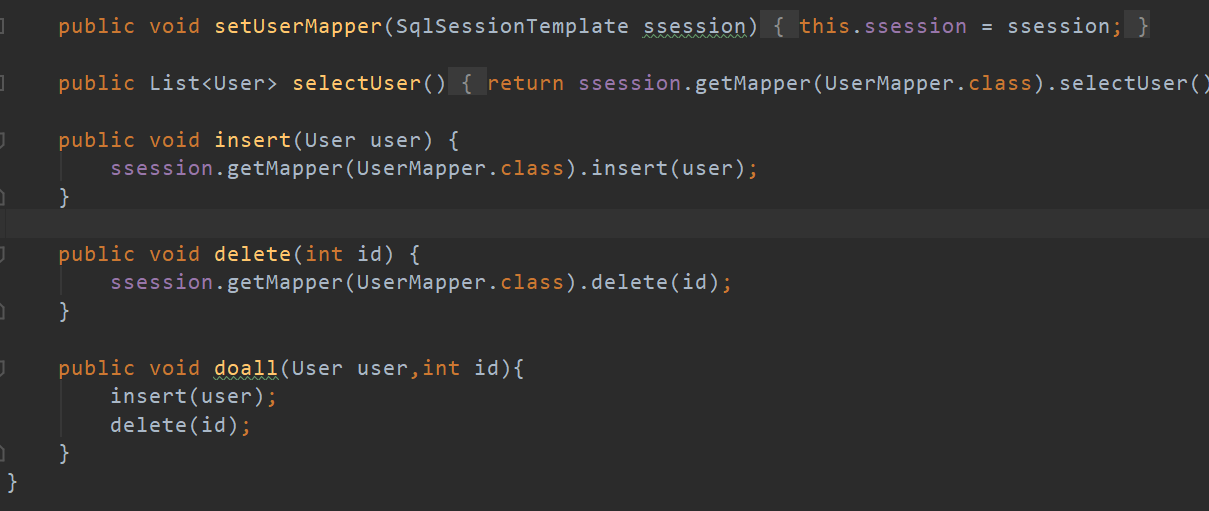 public void setUserMapper(SqlSessionTemplate ssession) { this.ssession = ssession; }
public List<User> selectUser() { return ssession.getMapper(UserMapper.class).selectUser()
public void insert(User user) {
ssession.getMapper(UserMapper.class).insert(user);
}
public void delete(int id) {
ssession.getMapper(UserMapper.class).delete(id);
}
public void doall(User user,int id){
insert(user);
delete(id);
}
}